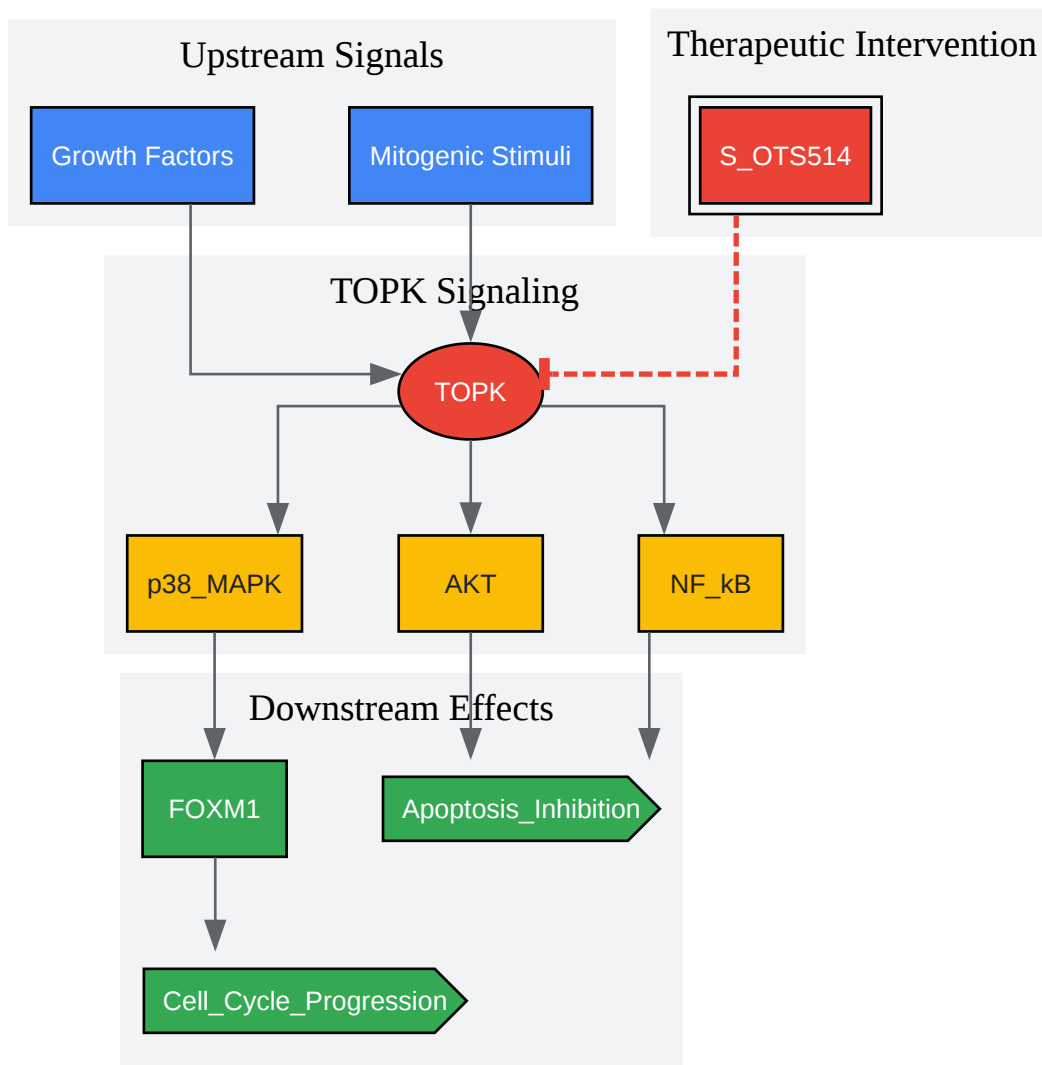 Upstream Signals
Therapeutic Intervention
Growth Factors
Mitogenic Stimuli
S_OTS514
TOPK Signaling
TOPK
p38_MAPK
AKT
NF_kB
Downstream Effects
FOXM1
Apoptosis_Inhibition
Cell_Cycle_Progression